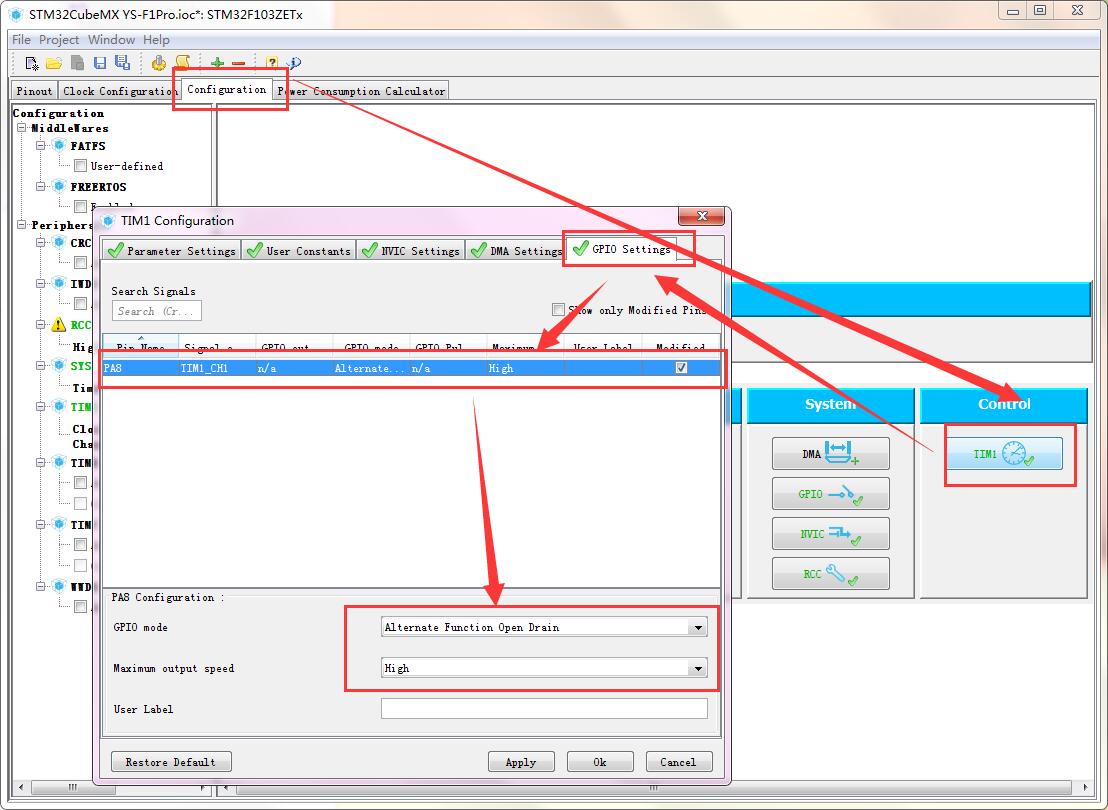 STM32CubeMX YS-F1Pro.ioc*: STM32F103ZETx
File Project Window Help
Pinout Clock Configuration Configuration Power Consumption Calculator
Configuration
MiddleWares
FATFS
User-defined
FREERTOS
Peripher
CRC
IWD
RCC
Hig
SYS
Tim
TIM
Clo
Cha
TIM
TIM
WWD
TIM1 Configuration
Parameter Settings User Constants NVIC Settings DMA Settings GPIO Settings
Search Signals
Search (Cr...
Show only Modified Pins
Pin Name Signal o GPIO out GPIO mode GPIO Pul Maximum User Label Modified
PA8 TIM1_CH1 n/a Alternate... n/a High
PA8 Configuration :
GPIO mode Alternate Function Open Drain
Maximum output speed High
User Label
Restore Default Apply Ok Cancel
System
DMA
GPIO
NVIC
RCC
Control
TIM1